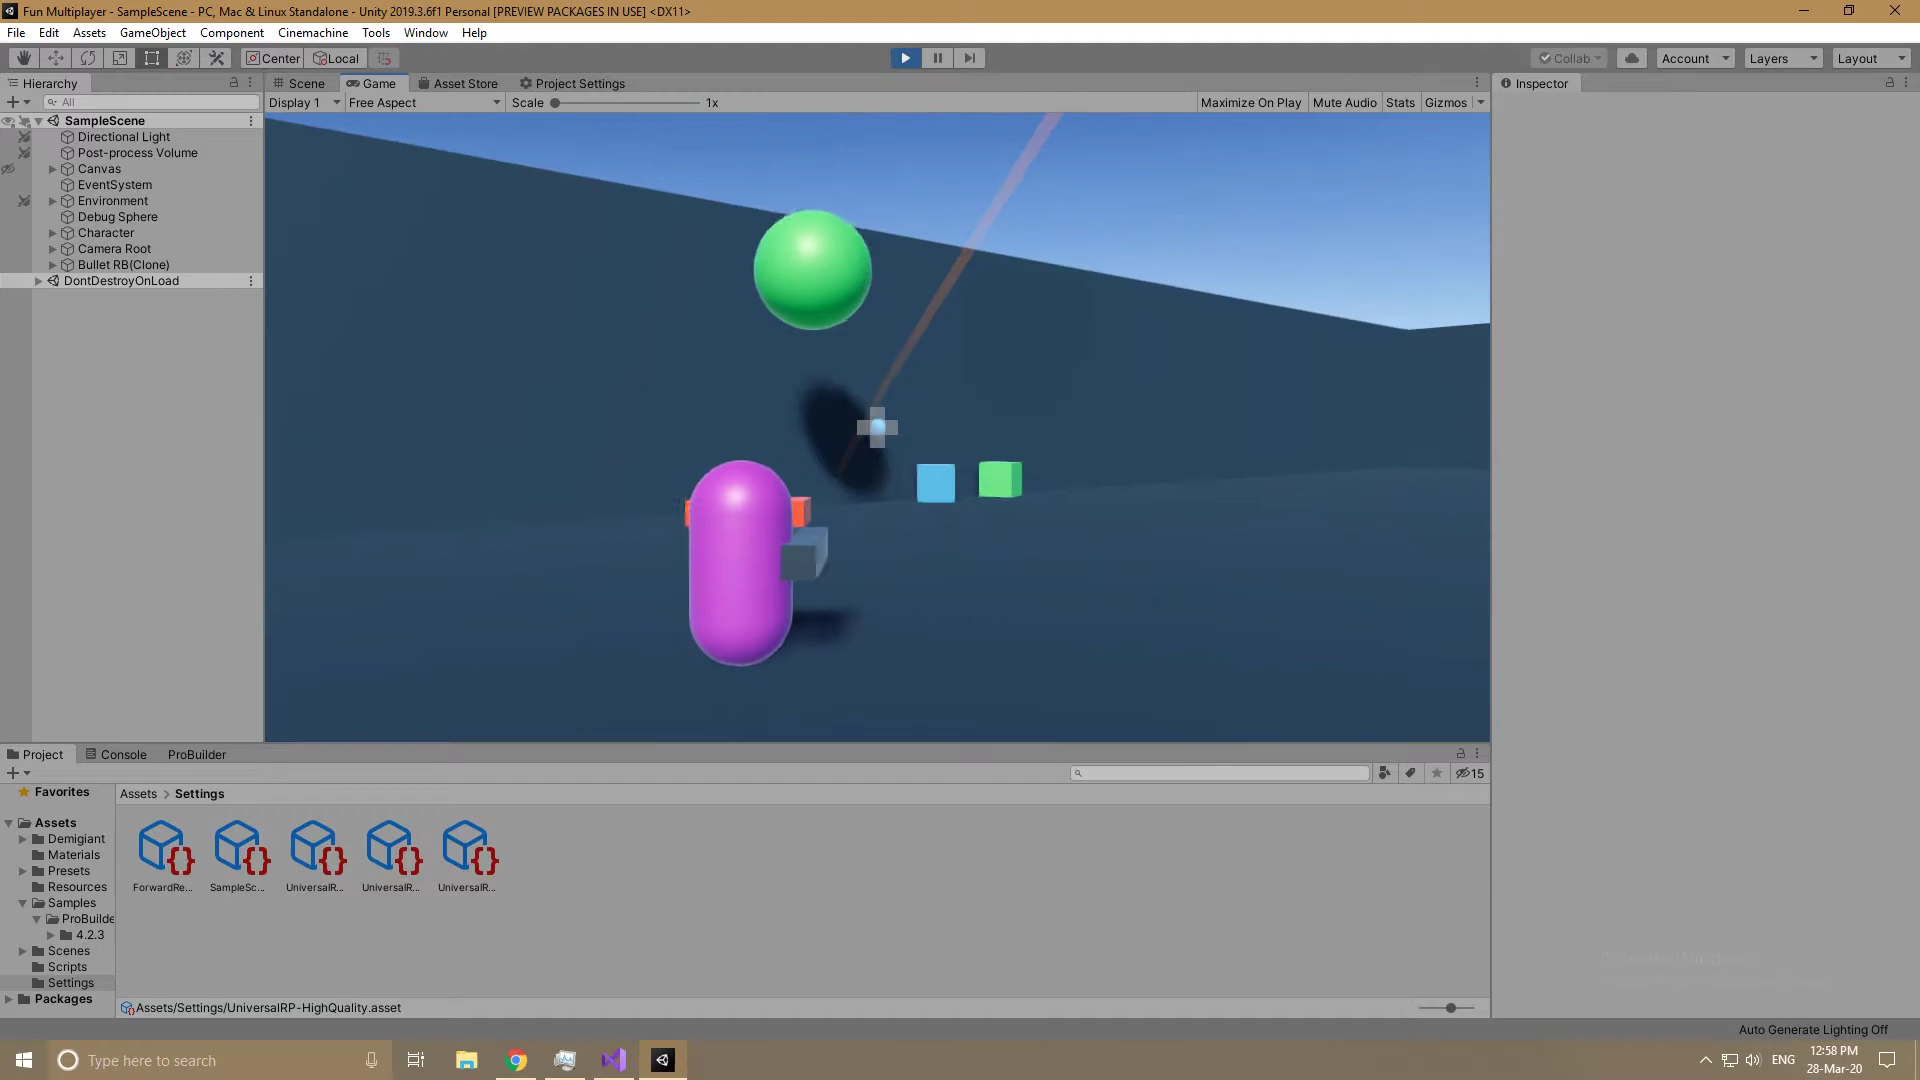 Fun Multiplayer - SampleScene - PC, Mac & Linux Standalone - Unity 2019.3.6f1 Personal [PREVIEW PACKAGES IN USE] <DX11>
File Edit Assets GameObject Component Cinemachine Tools Window Help
Center Local Collab Account Layers Layout
Hierarchy Scene Game Asset Store Project Settings Inspector
All Display 1 Free Aspect Scale 1x Maximize On Play Mute Audio Stats Gizmos
SampleScene
Directional Light
Post-process Volume
Canvas
EventSystem
Environment
Debug Sphere
Character
Camera Root
Bullet RB(Clone)
DontDestroyOnLoad
Project Console ProBuilder
15
Favorites
Assets > Settings
Assets
Demigiant
Materials
Presets
Resources
Samples
ProBuilde
4.2.3
Scenes
Scripts
Settings
Packages
ForwardRe... SampleSc... UniversalR... UniversalR... UniversalR...
Assets/Settings/UniversalRP-HighQuality.asset
Auto Generate Lighting Off
Type here to search
ENG
12:58 PM
28-Mar-20